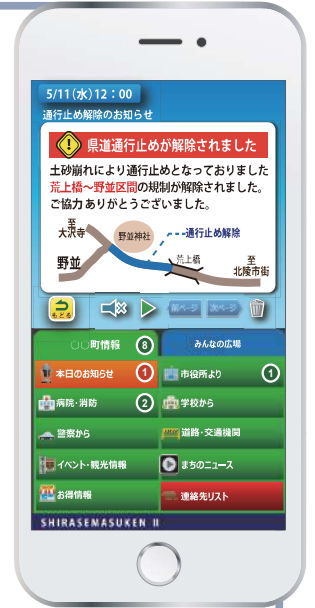 5/11(水)12:00
通行止め解除のお知らせ
県道通行止めが解除されました
土砂崩れにより通行止めとなっておりました
荒上橋～野並区間の規制が解除されました。
ご協力ありがとうございました。
至
大沢寺
野並神社
通行止め解除
野並
荒上橋
至
北陵市街
もどる
前ページ
次ページ
○○町情報 8
みんなの広場
本日のお知らせ 1
市役所より 1
病院・消防 2
学校から
警察から
道路・交通機関
イベント・観光情報
まちのニュース
お得情報
連絡先リスト
SHIRASEMASUKEN II